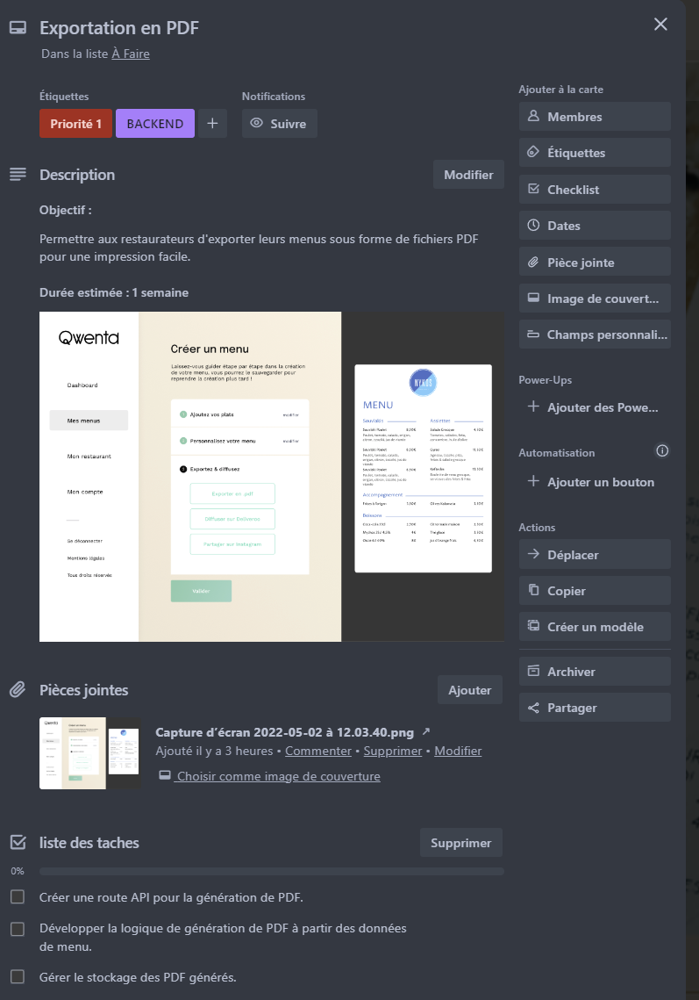 Exportation en PDF
Dans la liste À Faire
Étiquettes
Notifications
Priorité 1
BACKEND
Suivre
Description
Modifier
Objectif :
Permettre aux restaurateurs d'exporter leurs menus sous forme de fichiers PDF
pour une impression facile.
Durée estimée : 1 semaine
Qwenta
Dashboard
Mes menus
Mon restaurant
Mon compte
Se déconnecter
Mentions légales
Tous droits réservés
Créer un menu
Laissez-vous guider étape par étape dans la création
de votre menu, vous pourrez le sauvegarder pour
reprendre la création plus tard !
Ajoutez vos plats
modifier
Personnalisez votre menu
modifier
3 Exportez & diffusez
Exporter en .pdf
Diffuser sur Deliveroo
Partager sur Instagram
Valider
MENU
Souvlakis
Assiettes
Accompagnement
Boissons
Pièces jointes
Ajouter
Capture d'écran 2022-05-02 à 12.03.40.png
Ajouté il y a 3 heures • Commenter • Supprimer • Modifier
Choisir comme image de couverture
liste des taches
Supprimer
0%
Créer une route API pour la génération de PDF.
Développer la logique de génération de PDF à partir des données
de menu.
Gérer le stockage des PDF générés.
Ajouter à la carte
Membres
Étiquettes
Checklist
Dates
Pièce jointe
Image de couvert...
Champs personnali...
Power-Ups
Ajouter des Powe...
Automatisation
Ajouter un bouton
Actions
Déplacer
Copier
Créer un modèle
Archiver
Partager